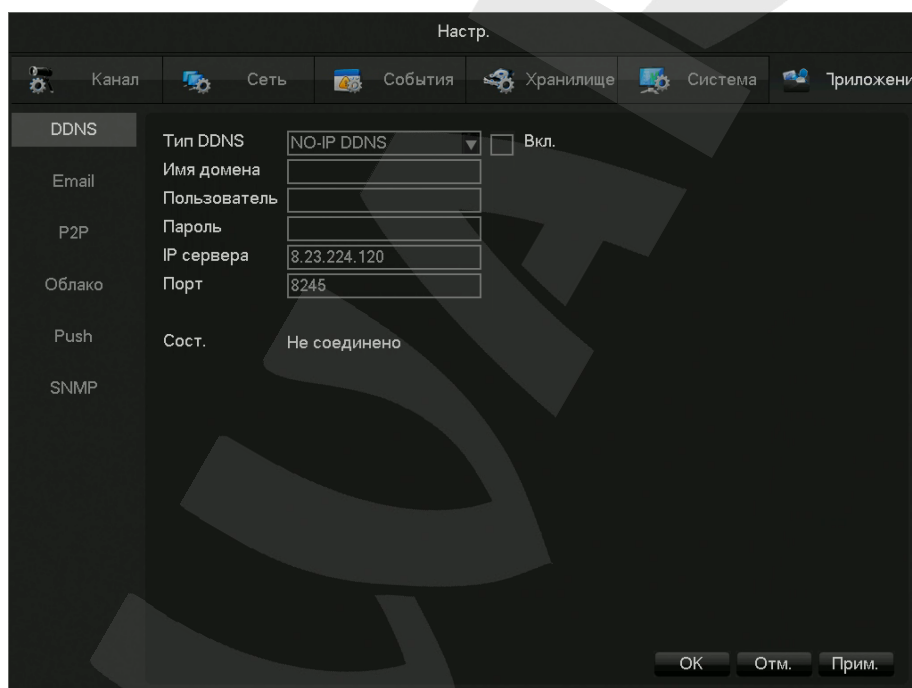 Настр.
Канал Сеть События Хранилище Система Приложени
DDNS
Email
P2P
Облако
Push
SNMP
Тип DDNS NO-IP DDNS Вкл.
Имя домена
Пользователь
Пароль
IP сервера 8.23.224.120
Порт 8245
Сост. Не соединено
OK Отм. Прим.